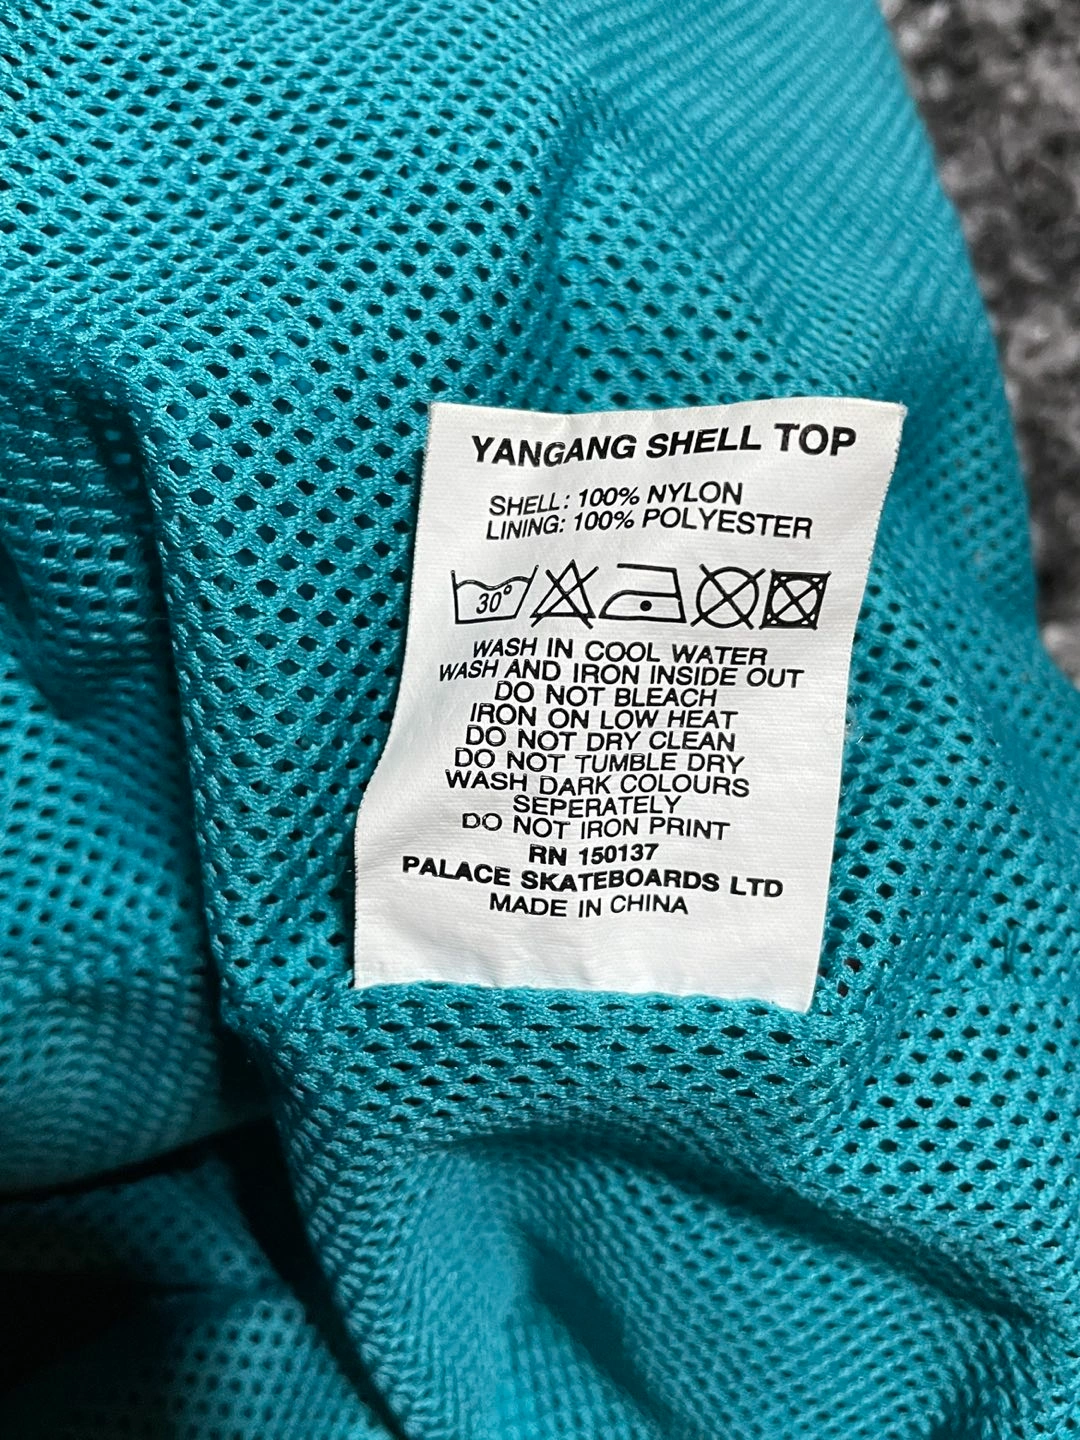 YANGANG SHELL TOP
SHELL: 100% NYLON
LINING: 100% POLYESTER
30°
WASH IN COOL WATER
WASH AND IRON INSIDE OUT
DO NOT BLEACH
IRON ON LOW HEAT
DO NOT DRY CLEAN
DO NOT TUMBLE DRY
WASH DARK COLOURS
SEPERATELY
DO NOT IRON PRINT
RN 150137
PALACE SKATEBOARDS LTD
MADE IN CHINA